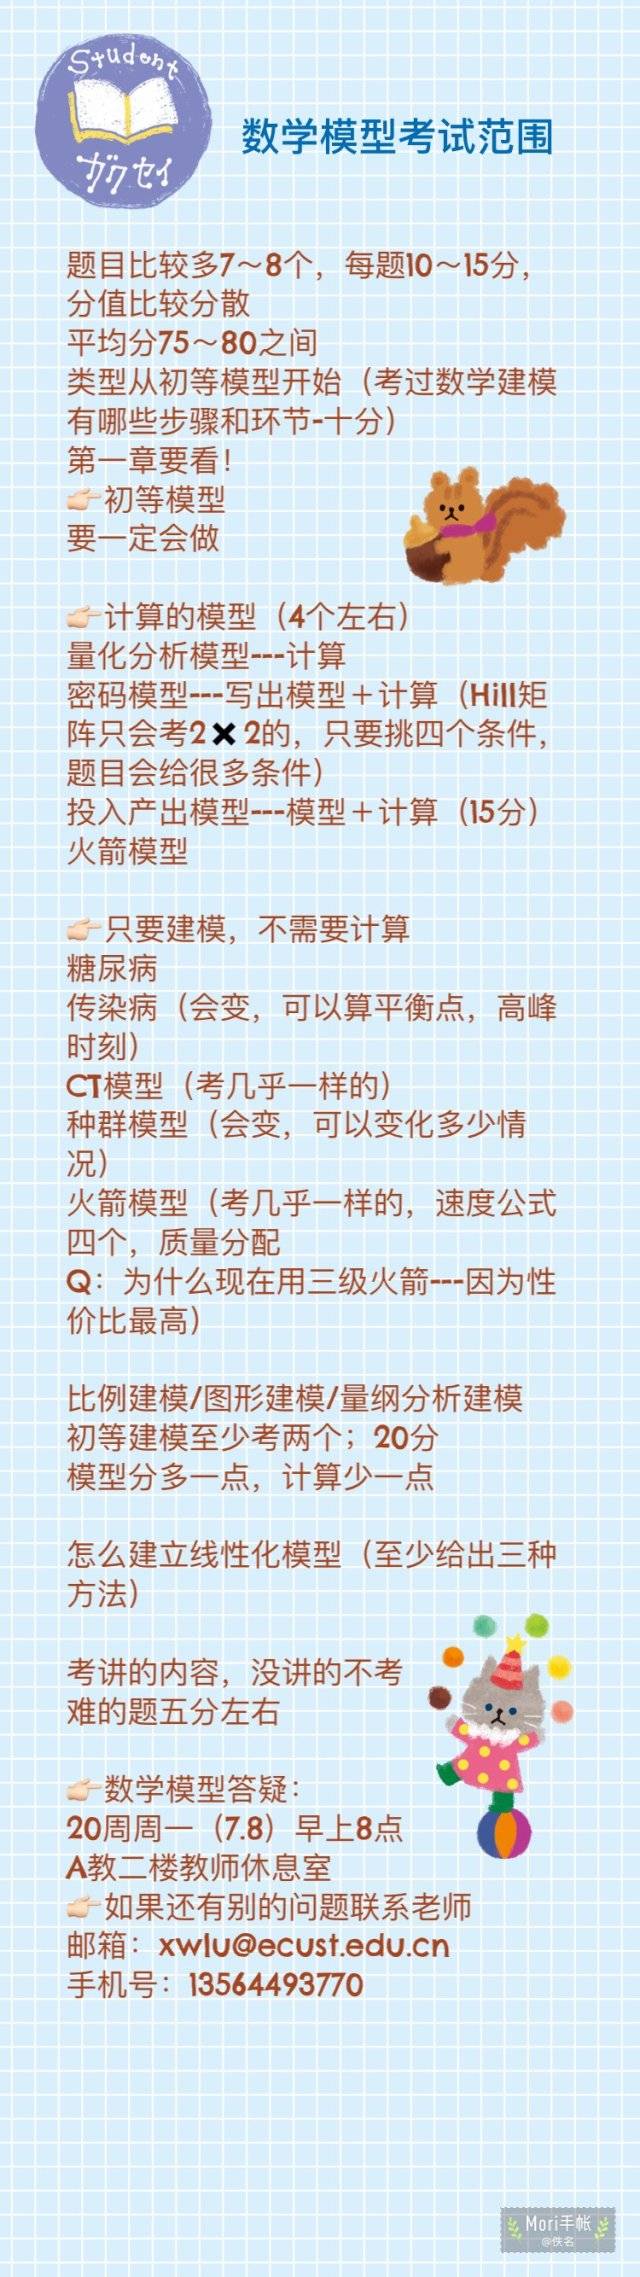 Student
ガクセイ
数学模型考试范围
题目比较多7～8个，每题10～15分，
分值比较分散
平均分75～80之间
类型从初等模型开始（考过数学建模
有哪些步骤和环节-十分）
第一章要看！
👉🏻初等模型
要一定会做
👉🏻计算的模型（4个左右）
量化分析模型---计算
密码模型---写出模型＋计算（Hill矩
阵只会考2✖️2的，只要挑四个条件，
题目会给很多条件）
投入产出模型---模型＋计算（15分）
火箭模型
👉🏻只要建模，不需要计算
糖尿病
传染病（会变，可以算平衡点，高峰
时刻）
CT模型（考几乎一样的）
种群模型（会变，可以变化多少情
况）
火箭模型（考几乎一样的，速度公式
四个，质量分配
Q：为什么现在用三级火箭---因为性
价比最高）
比例建模/图形建模/量纲分析建模
初等建模至少考两个；20分
模型分多一点，计算少一点
怎么建立线性化模型（至少给出三种
方法）
考讲的内容，没讲的不考
难的题五分左右
👉🏻数学模型答疑：
20周周一（7.8）早上8点
A教二楼教师休息室
👉🏻如果还有别的问题联系老师
邮箱：xwlu@ecust.edu.cn
手机号：13564493770
Mori手帐
@佚名